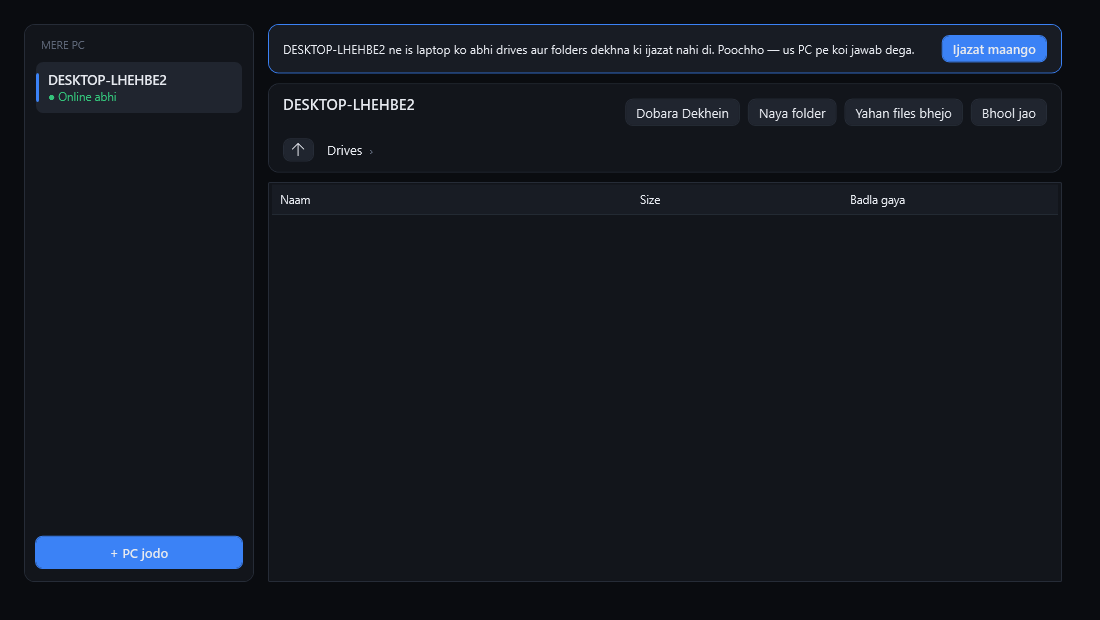 MERE PC
DESKTOP-LHEHBE2
● Online abhi
+ PC jodo
DESKTOP-LHEHBE2 ne is laptop ko abhi drives aur folders dekhna ki ijazat nahi di. Poochho — us PC pe koi jawab dega.
Ijazat maango
DESKTOP-LHEHBE2
Dobara Dekhein
Naya folder
Yahan files bhejo
Bhool jao
↑ Drives ›
Naam Size Badla gaya